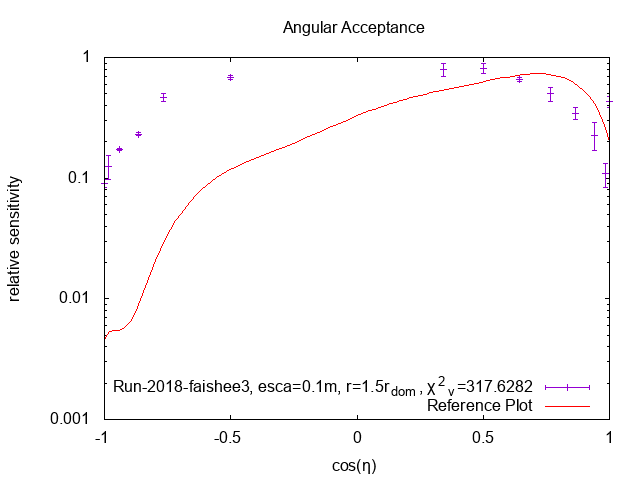 Angular Acceptance
relative sensitivity
1
0.1
0.01
0.001
Run-2018-faishee3, esca=0.1m, r=1.5r_dom, χ²_ν=317.6282
Reference Plot
-1 -0.5 0 0.5 1
cos(η)